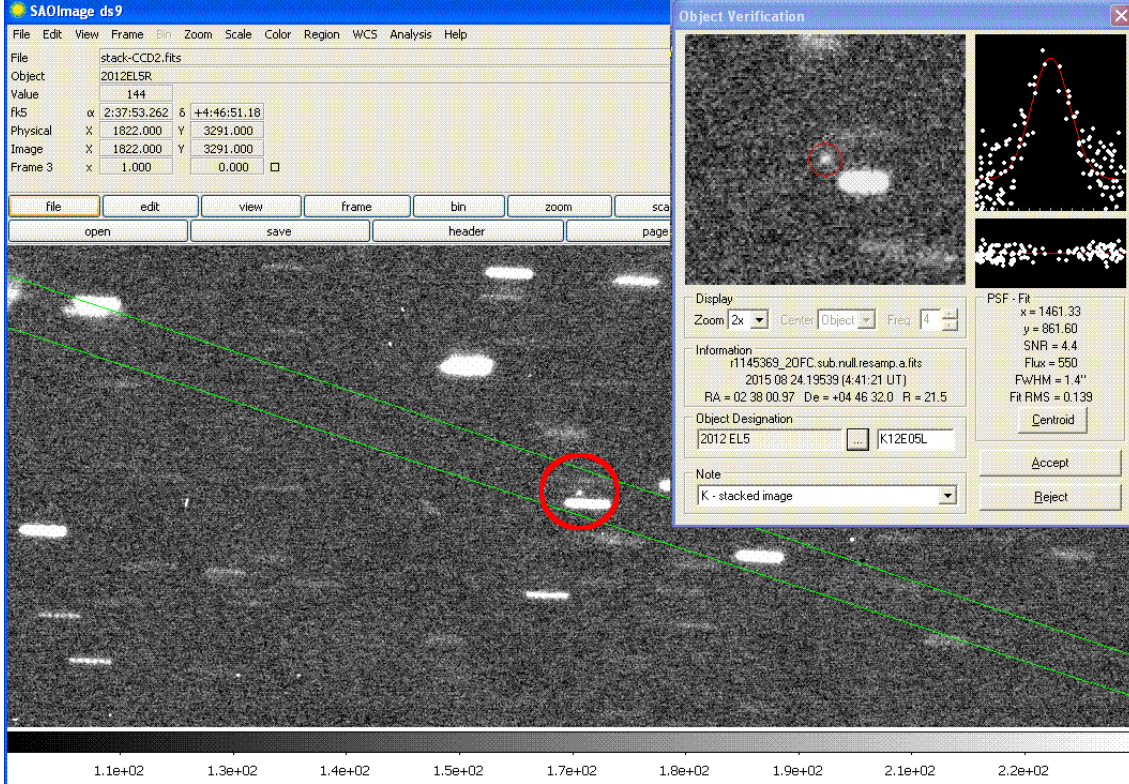 SAOImage ds9
File Edit View Frame Bin Zoom Scale Color Region WCS Analysis Help
File stack-CCD2.fits
Object 2012EL5R
Value 144
fk5 α 2:37:53.262 δ +4:46:51.18
Physical X 1822.000 Y 3291.000
Image X 1822.000 Y 3291.000
Frame 3 x 1.000 0.000
file edit view frame bin zoom sca
open save header page
1.1e+02 1.3e+02 1.4e+02 1.5e+02 1.7e+02 1.8e+02 1.9e+02 2.1e+02 2.2e+02
Object Verification
Display
Zoom 2x Center Object Freq. 4
Information
r1145369_2OFC.sub.null.resamp.a.fits
2015 08 24.19539 (4:41:21 UT)
RA = 02 38 00.97 De = +04 46 32.0 R = 21.5
Object Designation
2012 EL5 ... K12E05L
Note
K - stacked image
PSF - Fit
x = 1461.33
y = 861.60
SNR = 4.4
Flux = 550
FWHM = 1.4"
Fit RMS = 0.139
Centroid
Accept
Reject